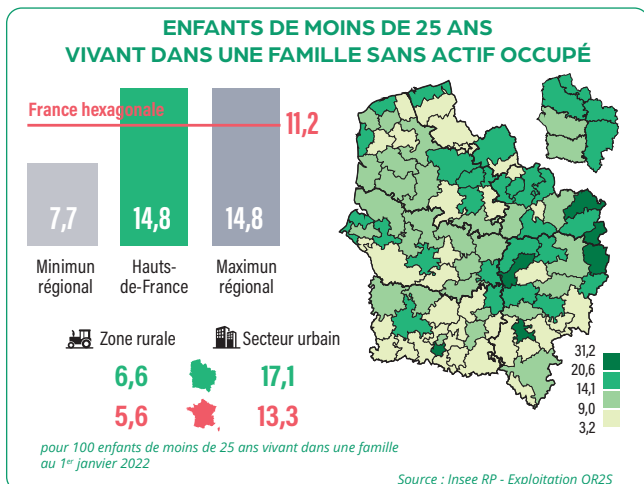 ENFANTS DE MOINS DE 25 ANS
VIVANT DANS UNE FAMILLE SANS ACTIF OCCUPÉ
France hexagonale
11,2
7,7
14,8
14,8
Minimun
régional
Hauts-
de-France
Maximun
régional
Zone rurale
Secteur urbain
6,6
17,1
5,6
13,3
31,2
20,6
14,1
9,0
3,2
pour 100 enfants de moins de 25 ans vivant dans une famille
au 1er janvier 2022
Source : Insee RP - Exploitation OR2S